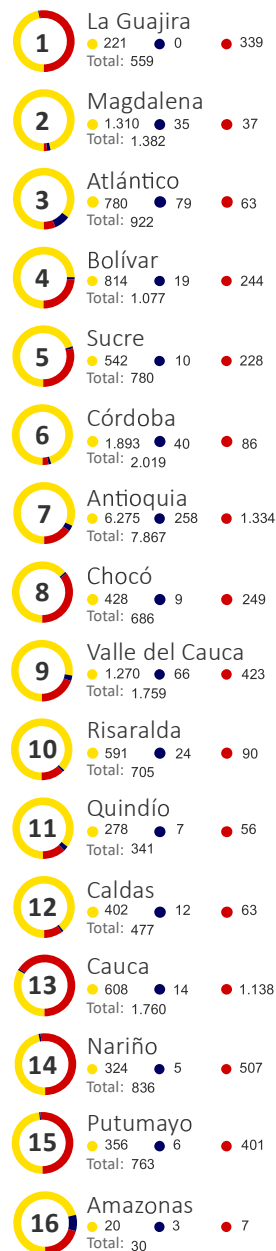 1 La Guajira
221 0 339
Total: 559
2 Magdalena
1.310 35 37
Total: 1.382
3 Atlántico
780 79 63
Total: 922
4 Bolívar
814 19 244
Total: 1.077
5 Sucre
542 10 228
Total: 780
6 Córdoba
1.893 40 86
Total: 2.019
7 Antioquia
6.275 258 1.334
Total: 7.867
8 Chocó
428 9 249
Total: 686
9 Valle del Cauca
1.270 66 423
Total: 1.759
10 Risaralda
591 24 90
Total: 705
11 Quindío
278 7 56
Total: 341
12 Caldas
402 12 63
Total: 477
13 Cauca
608 14 1.138
Total: 1.760
14 Nariño
324 5 507
Total: 836
15 Putumayo
356 6 401
Total: 763
16 Amazonas
20 3 7
Total: 30